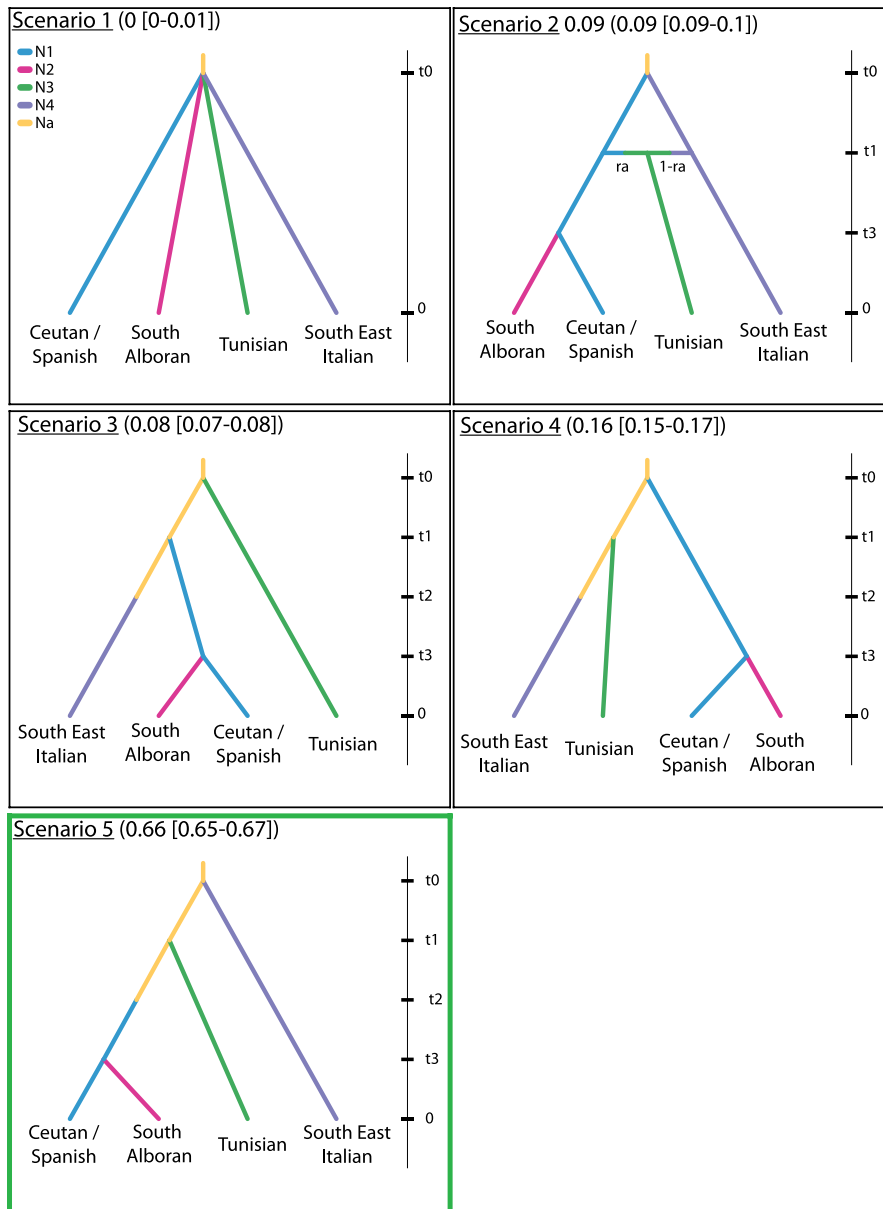 Scenario 1 (0 [0-0.01])
N1
N2
N3
N4
Na
t0
0
Ceutan /
Spanish
South
Alboran
Tunisian
South East
Italian
Scenario 2 0.09 (0.09 [0.09-0.1])
t0
t1
ra
1-ra
t3
0
South
Alboran
Ceutan /
Spanish
Tunisian
South East
Italian
Scenario 3 (0.08 [0.07-0.08])
t0
t1
t2
t3
0
South East
Italian
South
Alboran
Ceutan /
Spanish
Tunisian
Scenario 4 (0.16 [0.15-0.17])
t0
t1
t2
t3
0
South East
Italian
Tunisian
Ceutan /
Spanish
South
Alboran
Scenario 5 (0.66 [0.65-0.67])
t0
t1
t2
t3
0
Ceutan /
Spanish
South
Alboran
Tunisian
South East
Italian